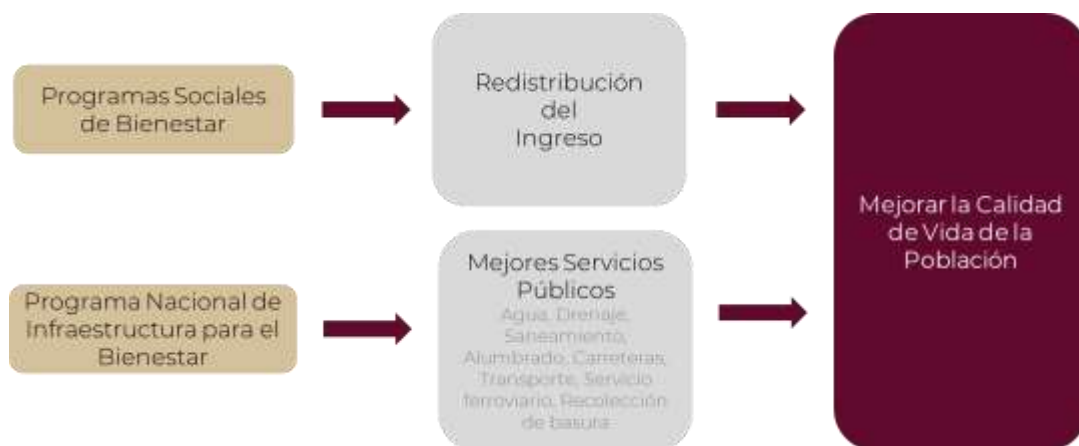 Programas Sociales
de Bienestar
Redistribución
del
Ingreso
Programa Nacional de
Infraestructura para el
Bienestar
Mejores Servicios
Públicos
Agua, Drenaje,
Saneamiento,
Alumbrado, Carreteras,
Transporte, Servicio
ferroviario, Recolección
de basura
Mejorar la Calidad
de Vida de la
Población